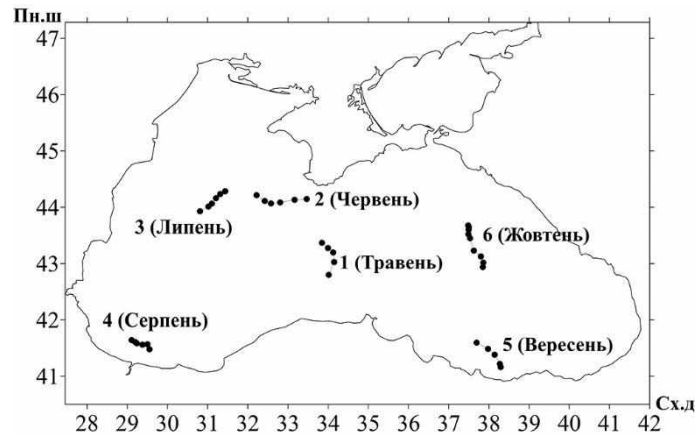 Пн.ш
47
46
45
44
43
42
41
2 (Червень)
3 (Липень)
6 (Жовтень)
1 (Травень)
4 (Серпень)
5 (Вересень)
28 29 30 31 32 33 34 35 36 37 38 39 40 41 42
Сх.д